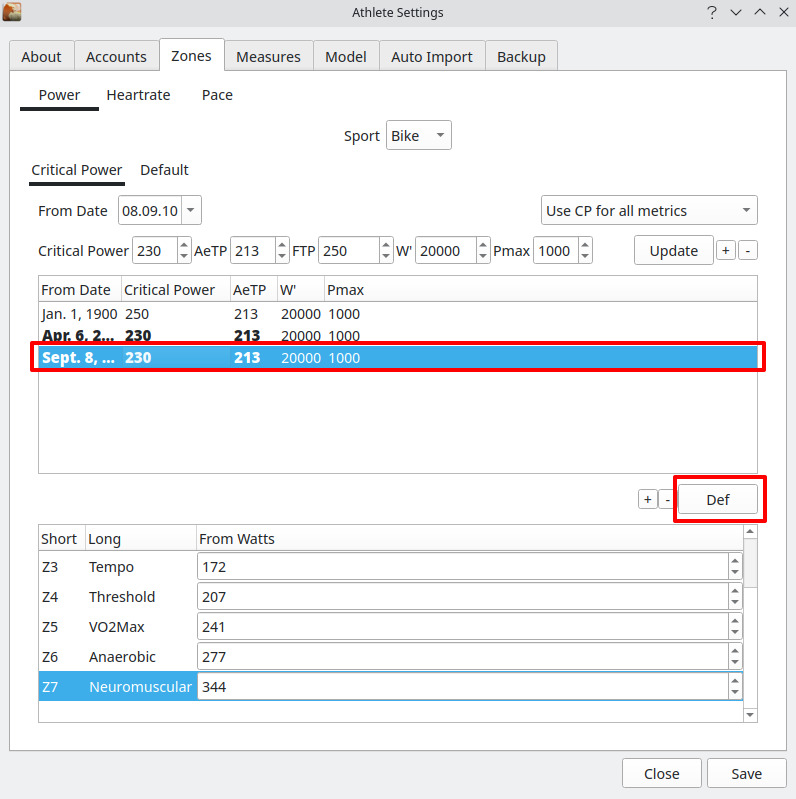 Athlete Settings
About Accounts Zones Measures Model Auto Import Backup
Power Heartrate Pace
Sport Bike
Critical Power Default
From Date 08.09.10 Use CP for all metrics
Critical Power 230 AeTP 213 FTP 250 W' 20000 Pmax 1000 Update + -
From Date Critical Power AeTP W' Pmax
Jan. 1, 1900 250 213 20000 1000
Apr. 6, 2... 230 213 20000 1000
Sept. 8, ... 230 213 20000 1000
+ - Def
Short Long From Watts
Z3 Tempo 172
Z4 Threshold 207
Z5 VO2Max 241
Z6 Anaerobic 277
Z7 Neuromuscular 344
Close Save